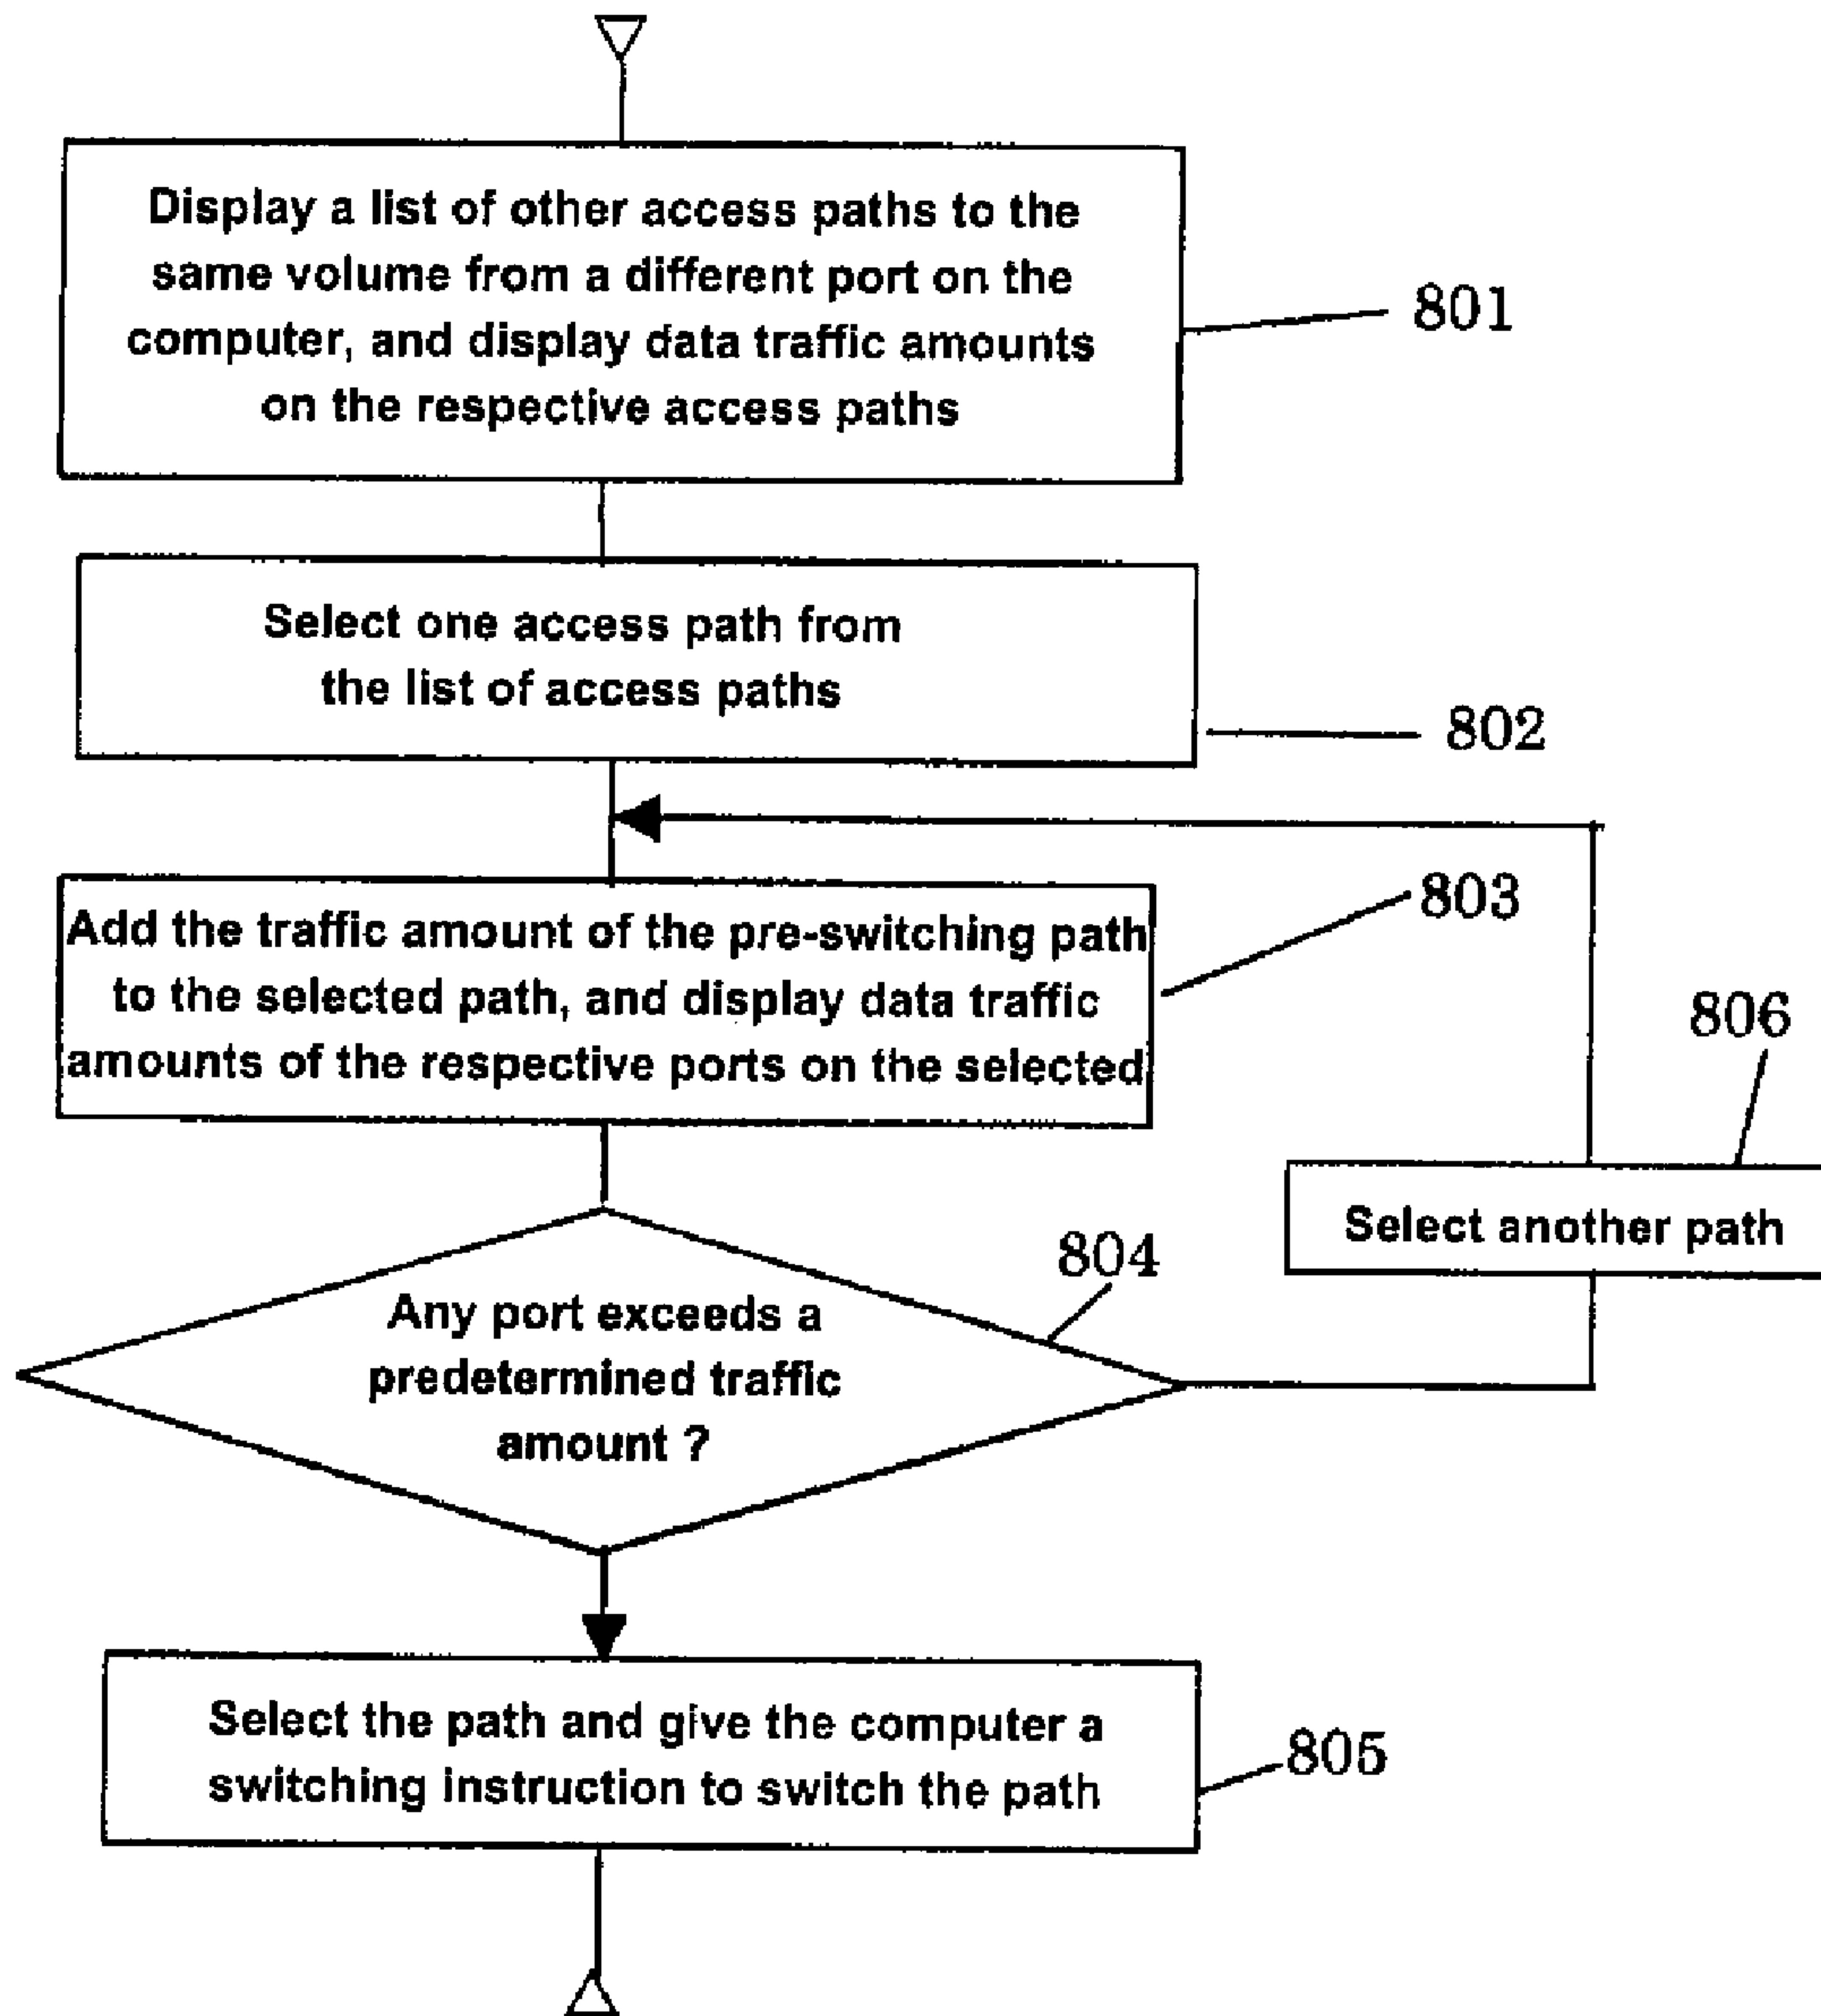 Display a list of other access paths to the
same volume from a different port on the
computer, and display data traffic amounts
on the respective access paths
801
Select one access path from
the list of access paths
802
Add the traffic amount of the pre-switching path
to the selected path, and display data traffic
amounts of the respective ports on the selected
803
806
Select another path
804
Any port exceeds a
predetermined traffic
amount ?
Select the path and give the computer a
switching instruction to switch the path
805